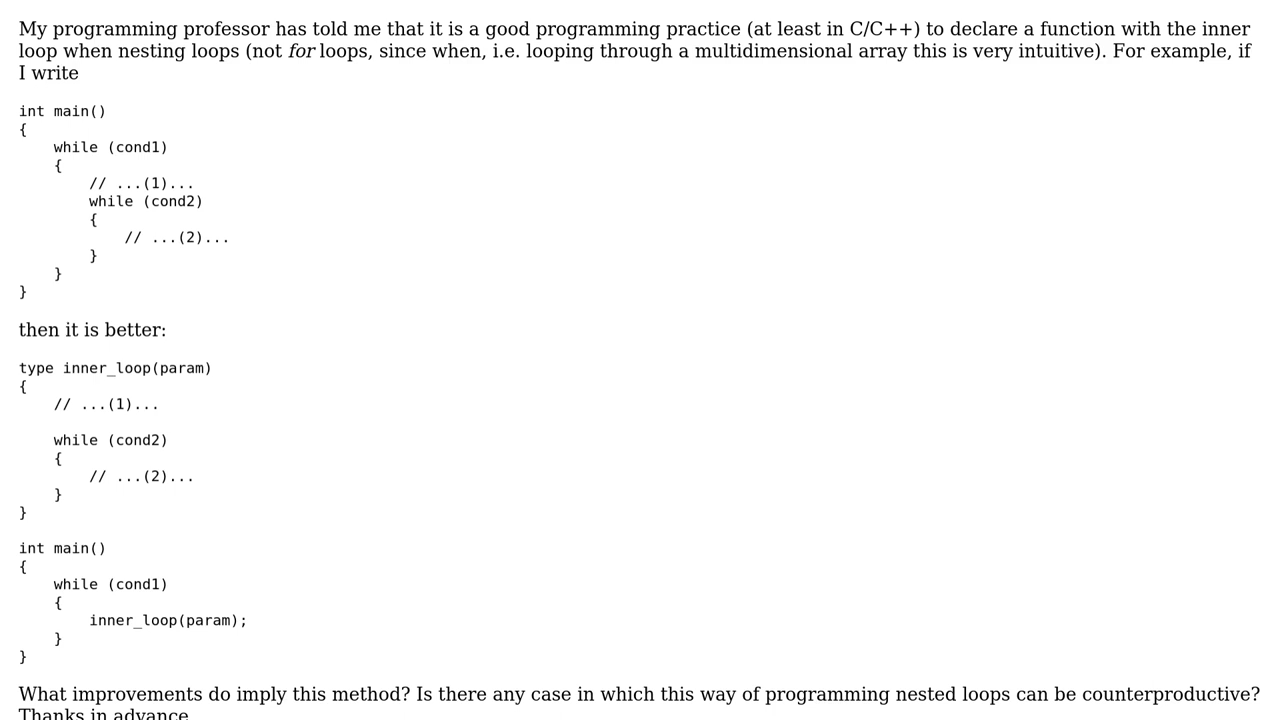 My programming professor has told me that it is a good programming practice (at least in C/C++) to declare a function with the inner
loop when nesting loops (not for loops, since when, i.e. looping through a multidimensional array this is very intuitive). For example, if
I write
int main()
{
    while (cond1)
    {
        // ...(1)...
        while (cond2)
        {
            // ...(2)...
        }
    }
}
then it is better:
type inner_loop(param)
{
    // ...(1)...
    while (cond2)
    {
        // ...(2)...
    }
}
int main()
{
    while (cond1)
    {
        inner_loop(param);
    }
}
What improvements do imply this method? Is there any case in which this way of programming nested loops can be counterproductive?
Thanks in advance